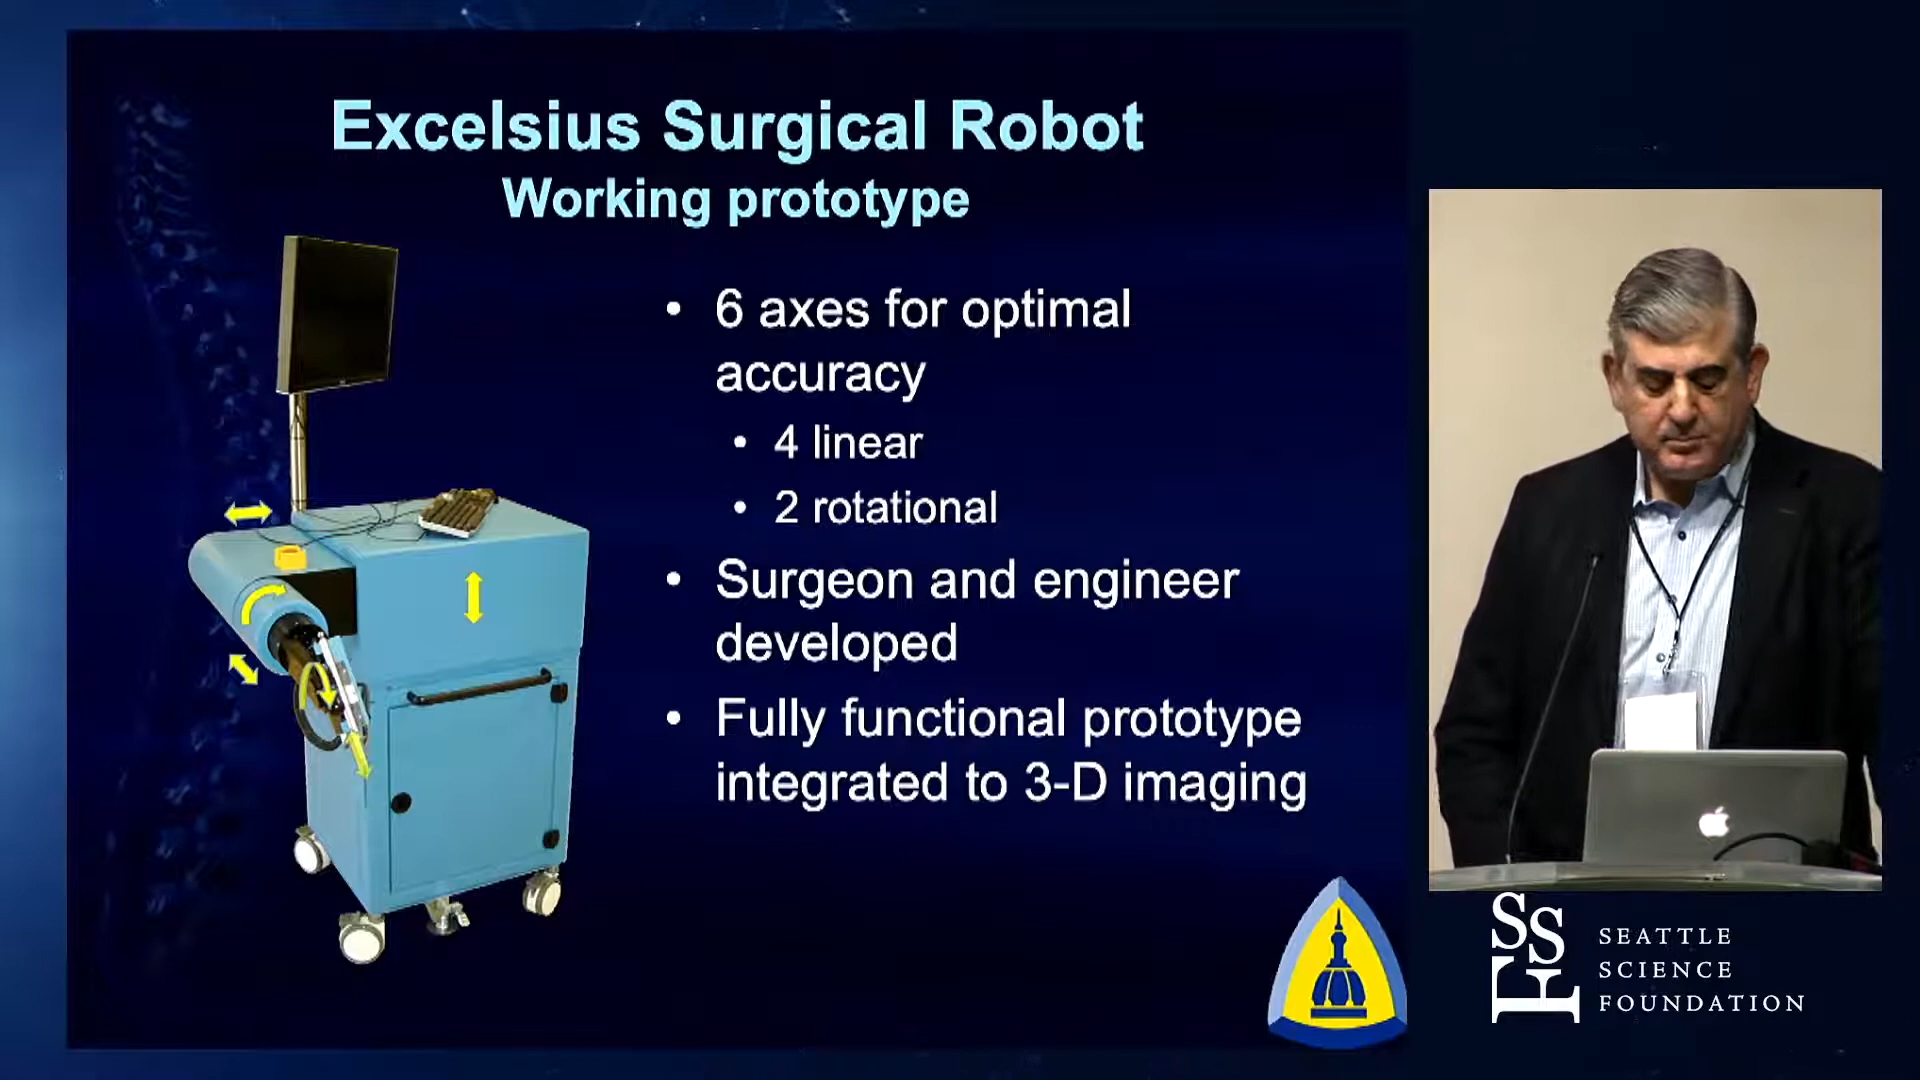 Excelsius Surgical Robot
Working prototype
• 6 axes for optimal
accuracy
• 4 linear
• 2 rotational
• Surgeon and engineer
developed
• Fully functional prototype
integrated to 3-D imaging
SSF
SEATTLE
SCIENCE
FOUNDATION